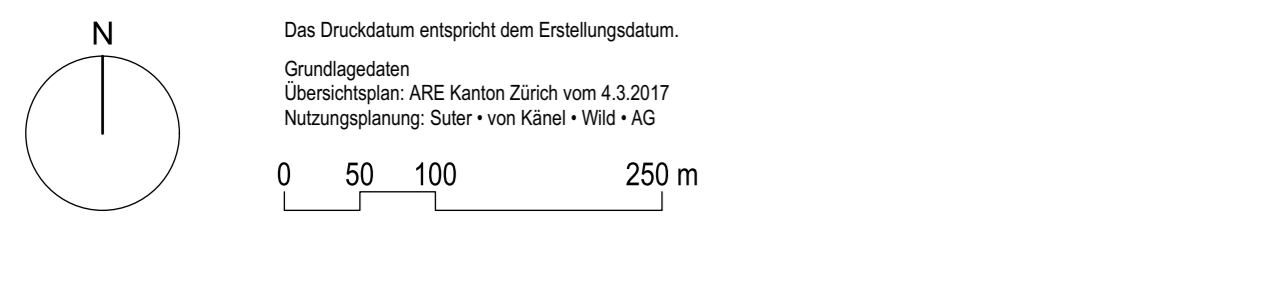 N
Das Druckdatum entspricht dem Erstellungsdatum.
Grundlagedaten
Übersichtsplan: ARE Kanton Zürich vom 4.3.2017
Nutzungsplanung: Suter • von Känel • Wild • AG
0 50 100 250 m